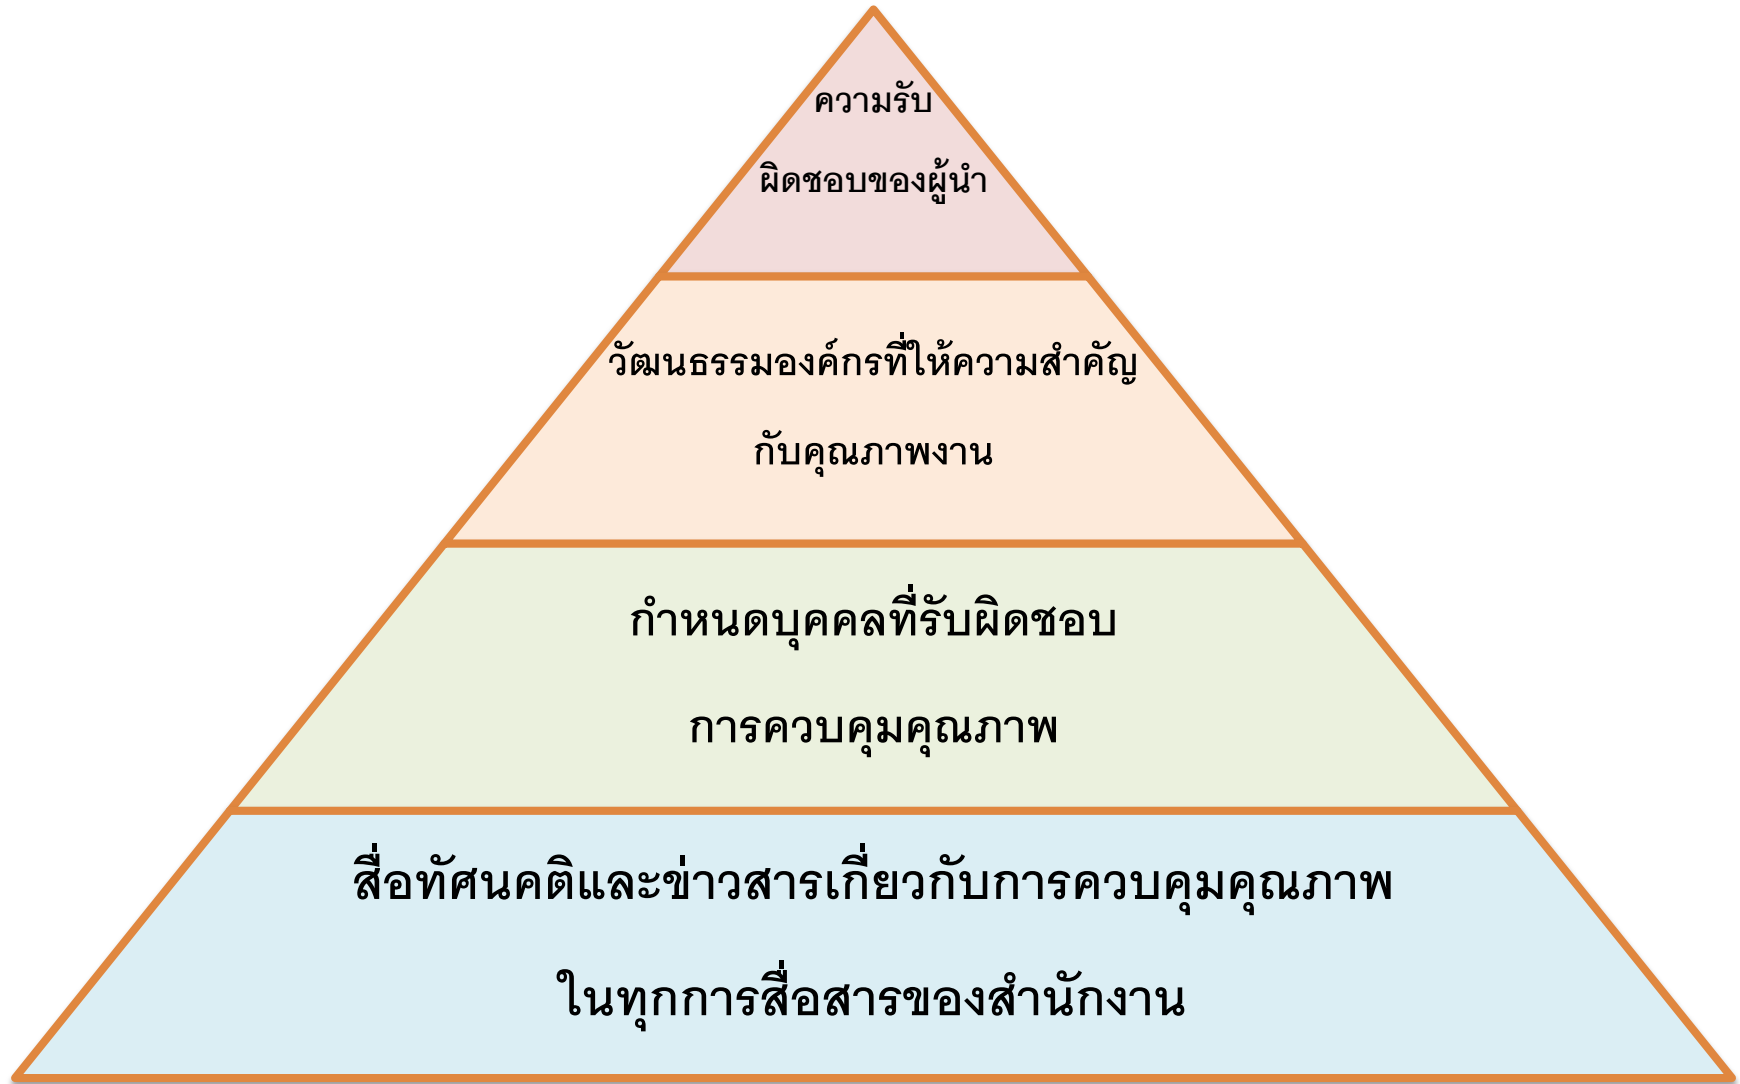 ความรับ
ผิดชอบของผู้นำ
วัฒนธรรมองค์กรที่ให้ความสำคัญ
กับคุณภาพงาน
กำหนดบุคคลที่รับผิดชอบ
การควบคุมคุณภาพ
สื่อทัศนคติและข่าวสารเกี่ยวกับการควบคุมคุณภาพ
ในทุกการสื่อสารของสำนักงาน